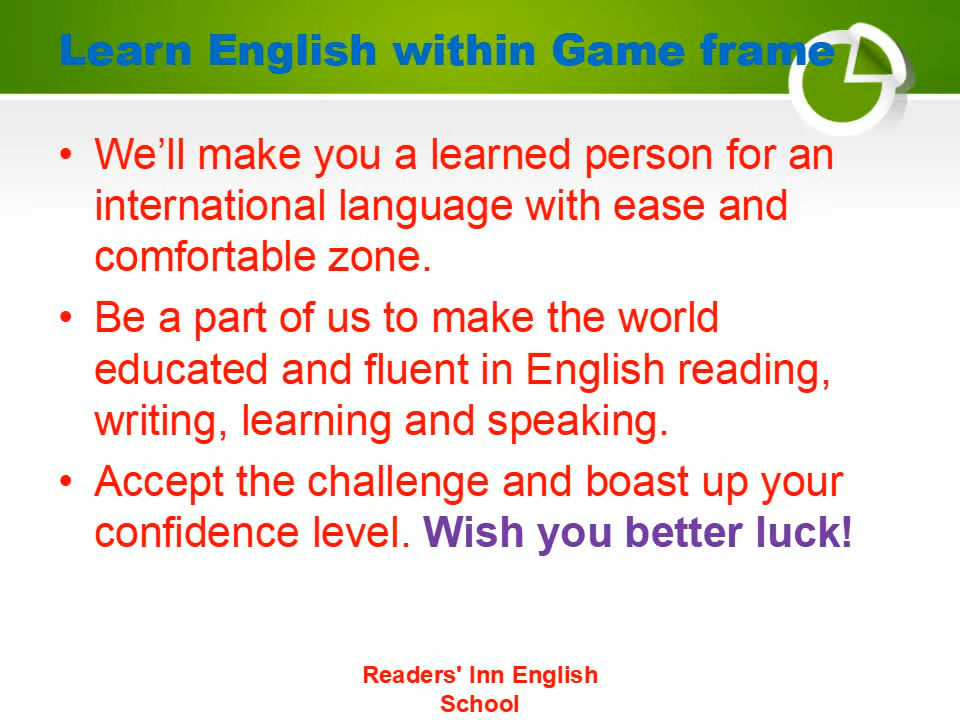 Learn English within Game frame
• We’ll make you a learned person for an
international language with ease and
comfortable zone.
• Be a part of us to make the world
educated and fluent in English reading,
writing, learning and speaking.
• Accept the challenge and boast up your
confidence level. Wish you better luck!
Readers' Inn English
School